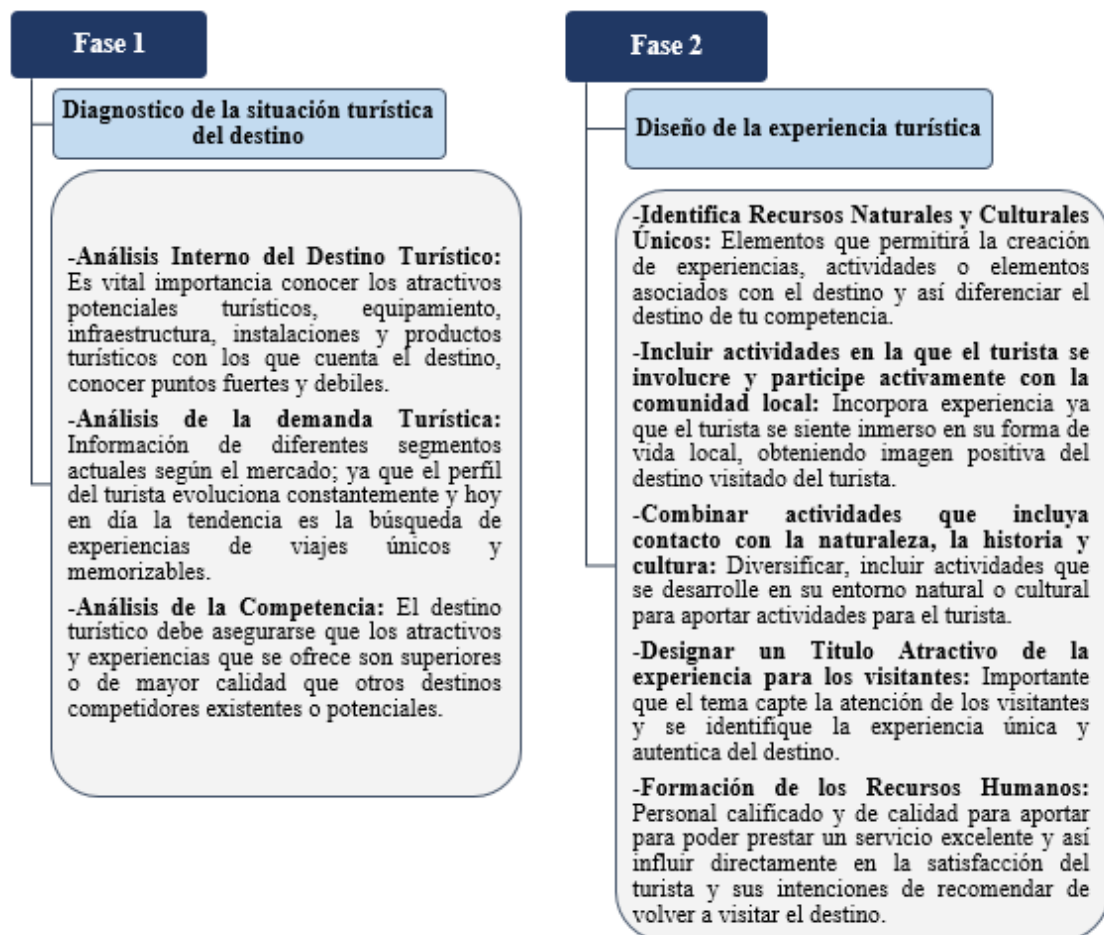 Fase 1
Diagnostico de la situación turística
del destino
-Análisis Interno del Destino Turístico:
Es vital importancia conocer los atractivos
potenciales turísticos, equipamiento,
infraestructura, instalaciones y productos
turísticos con los que cuenta el destino,
conocer puntos fuertes y debiles.
-Análisis de la demanda Turística:
Información de diferentes segmentos
actuales según el mercado; ya que el perfil
del turista evoluciona constantemente y hoy
en día la tendencia es la búsqueda de
experiencias de viajes únicos y
memorizables.
-Análisis de la Competencia: El destino
turístico debe asegurarse que los atractivos
y experiencias que se ofrece son superiores
o de mayor calidad que otros destinos
competidores existentes o potenciales.
Fase 2
Diseño de la experiencia turística
-Identifica Recursos Naturales y Culturales
Únicos: Elementos que permitirá la creación
de experiencias, actividades o elementos
asociados con el destino y así diferenciar el
destino de tu competencia.
-Incluir actividades en la que el turista se
involucre y participe activamente con la
comunidad local: Incorpora experiencia ya
que el turista se siente inmerso en su forma de
vida local, obteniendo imagen positiva del
destino visitado del turista.
-Combinar actividades que incluya
contacto con la naturaleza, la historia y
cultura: Diversificar, incluir actividades que
se desarrolle en su entorno natural o cultural
para aportar actividades para el turista.
-Designar un Titulo Atractivo de la
experiencia para los visitantes: Importante
que el tema capte la atención de los visitantes
y se identifique la experiencia única y
autentica del destino.
-Formación de los Recursos Humanos:
Personal calificado y de calidad para aportar
para poder prestar un servicio excelente y así
influir directamente en la satisfacción del
turista y sus intenciones de recomendar de
volver a visitar el destino.